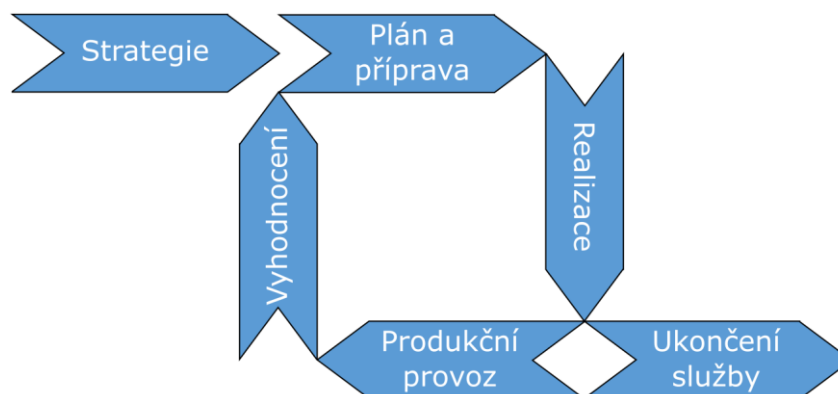 Strategie
Plán a
příprava
Realizace
Vyhodnocení
Produkční
provoz
Ukončení
služby